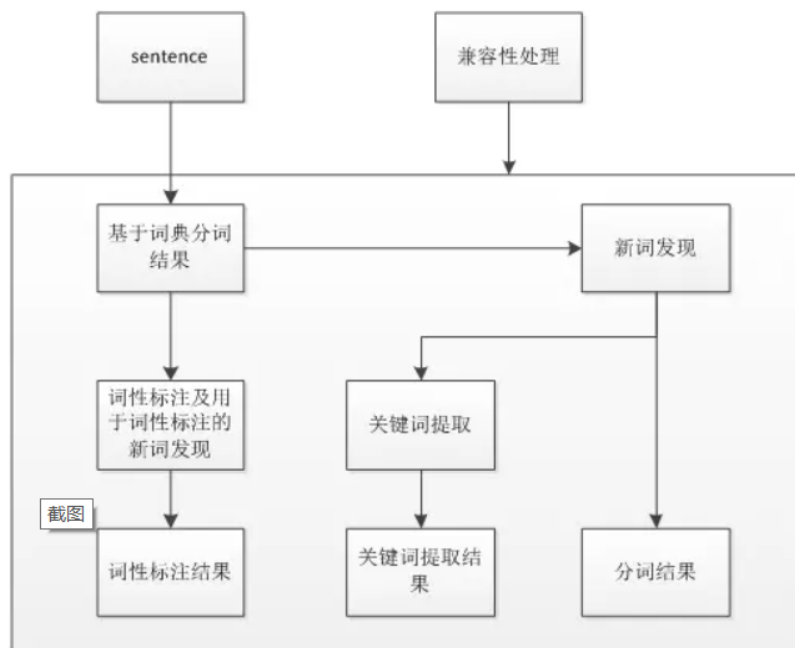 sentence
兼容性处理
基于词典分词
结果
新词发现
词性标注及用
于词性标注的
新词发现
关键词提取
截图
词性标注结果
关键词提取结
果
分词结果